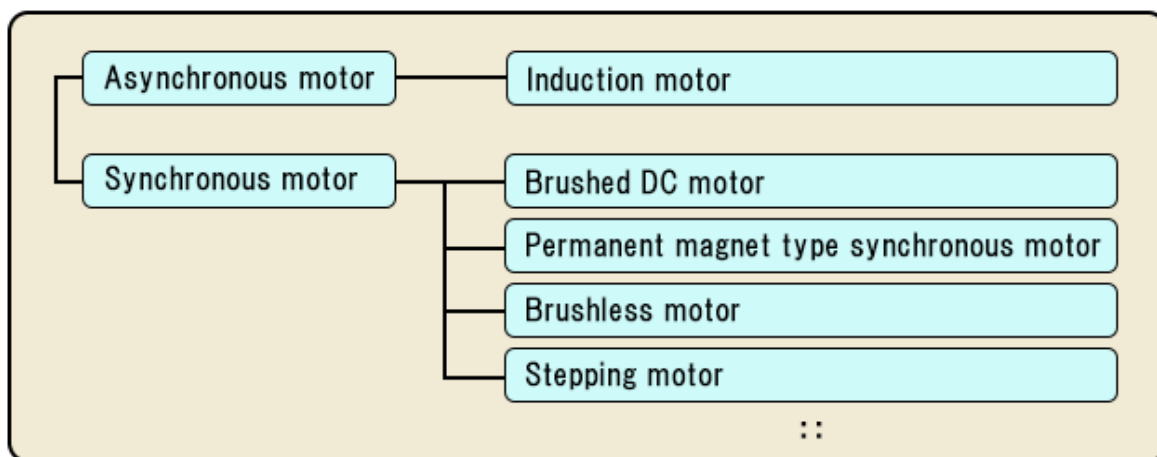 Asynchronous motor
Induction motor
Synchronous motor
Brushed DC motor
Permanent magnet type synchronous motor
Brushless motor
Stepping motor
::